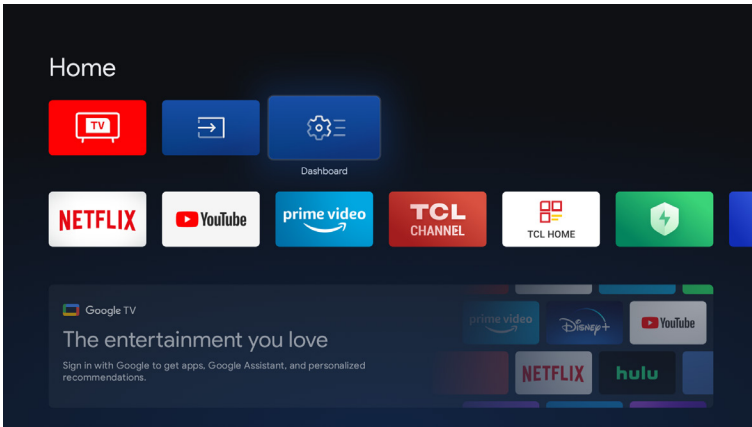 Home
TV
Dashboard
NETFLIX
YouTube
prime video
TCL
CHANNEL
TCL HOME
Google TV
The entertainment you love
Sign in with Google to get apps, Google Assistant, and personalized
recommendations.
prime video
Disney+
YouTube
NETFLIX
hulu